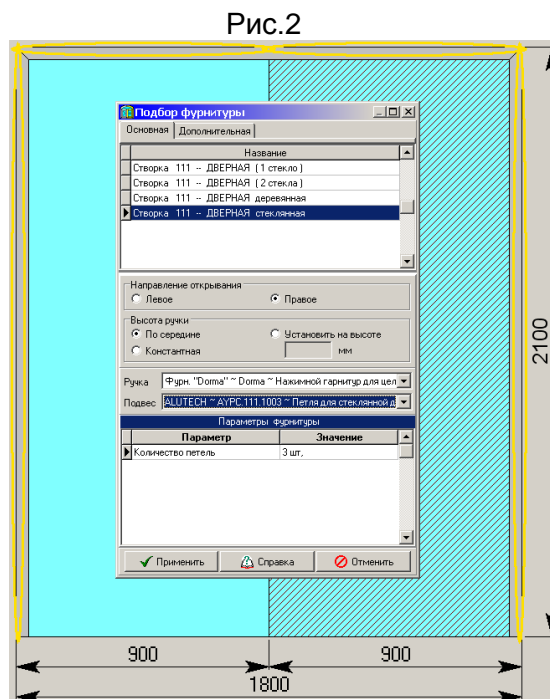 Рис.2
Подбор фурнитуры
Основная Дополнительная
Название
Створка 111 -- ДВЕРНАЯ ( 1 стекло )
Створка 111 -- ДВЕРНАЯ ( 2 стекла )
Створка 111 -- ДВЕРНАЯ деревянная
Створка 111 -- ДВЕРНАЯ стеклянная
Направление открывания
Левое Правое
Высота ручки
По середине Установить на высоте
Константная мм
Ручка Фурн. "Dorma" ~ Dorma ~ Нажимной гарнитур для цел
Подвес ALUTECH ~ AYPC.111.1003 ~ Петля для стеклянной д
Параметры фурнитуры
Параметр Значение
Количество петель 3 шт,
Применить Справка Отменить
2100
900 900
1800